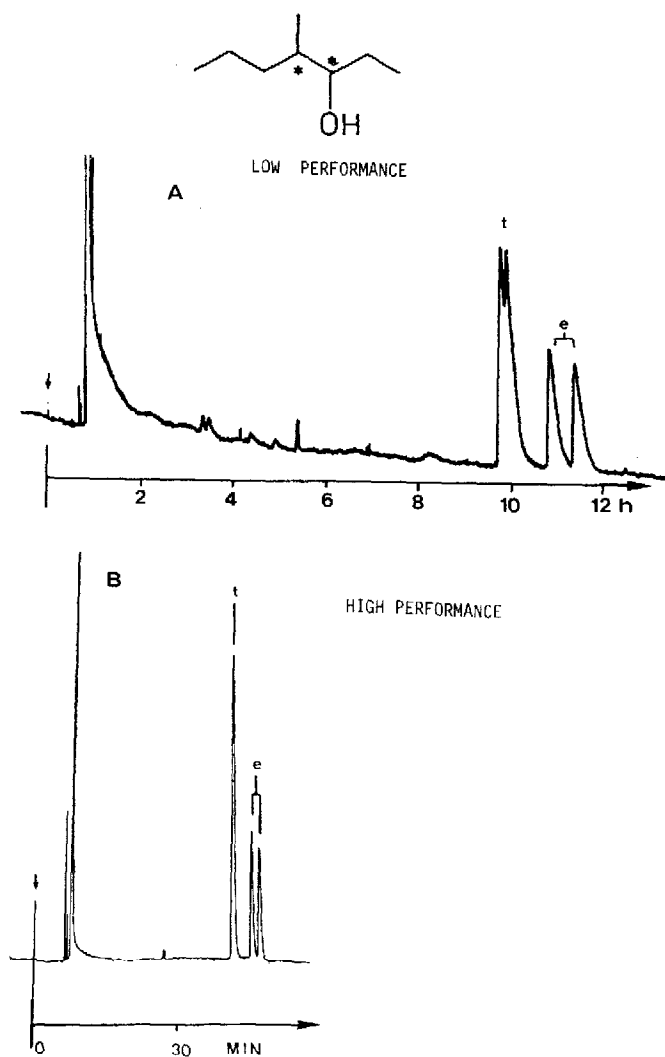 * *
OH
LOW PERFORMANCE
A
t
e
2 4 6 8 10 12 h
B
HIGH PERFORMANCE
t
e
0 30 MIN